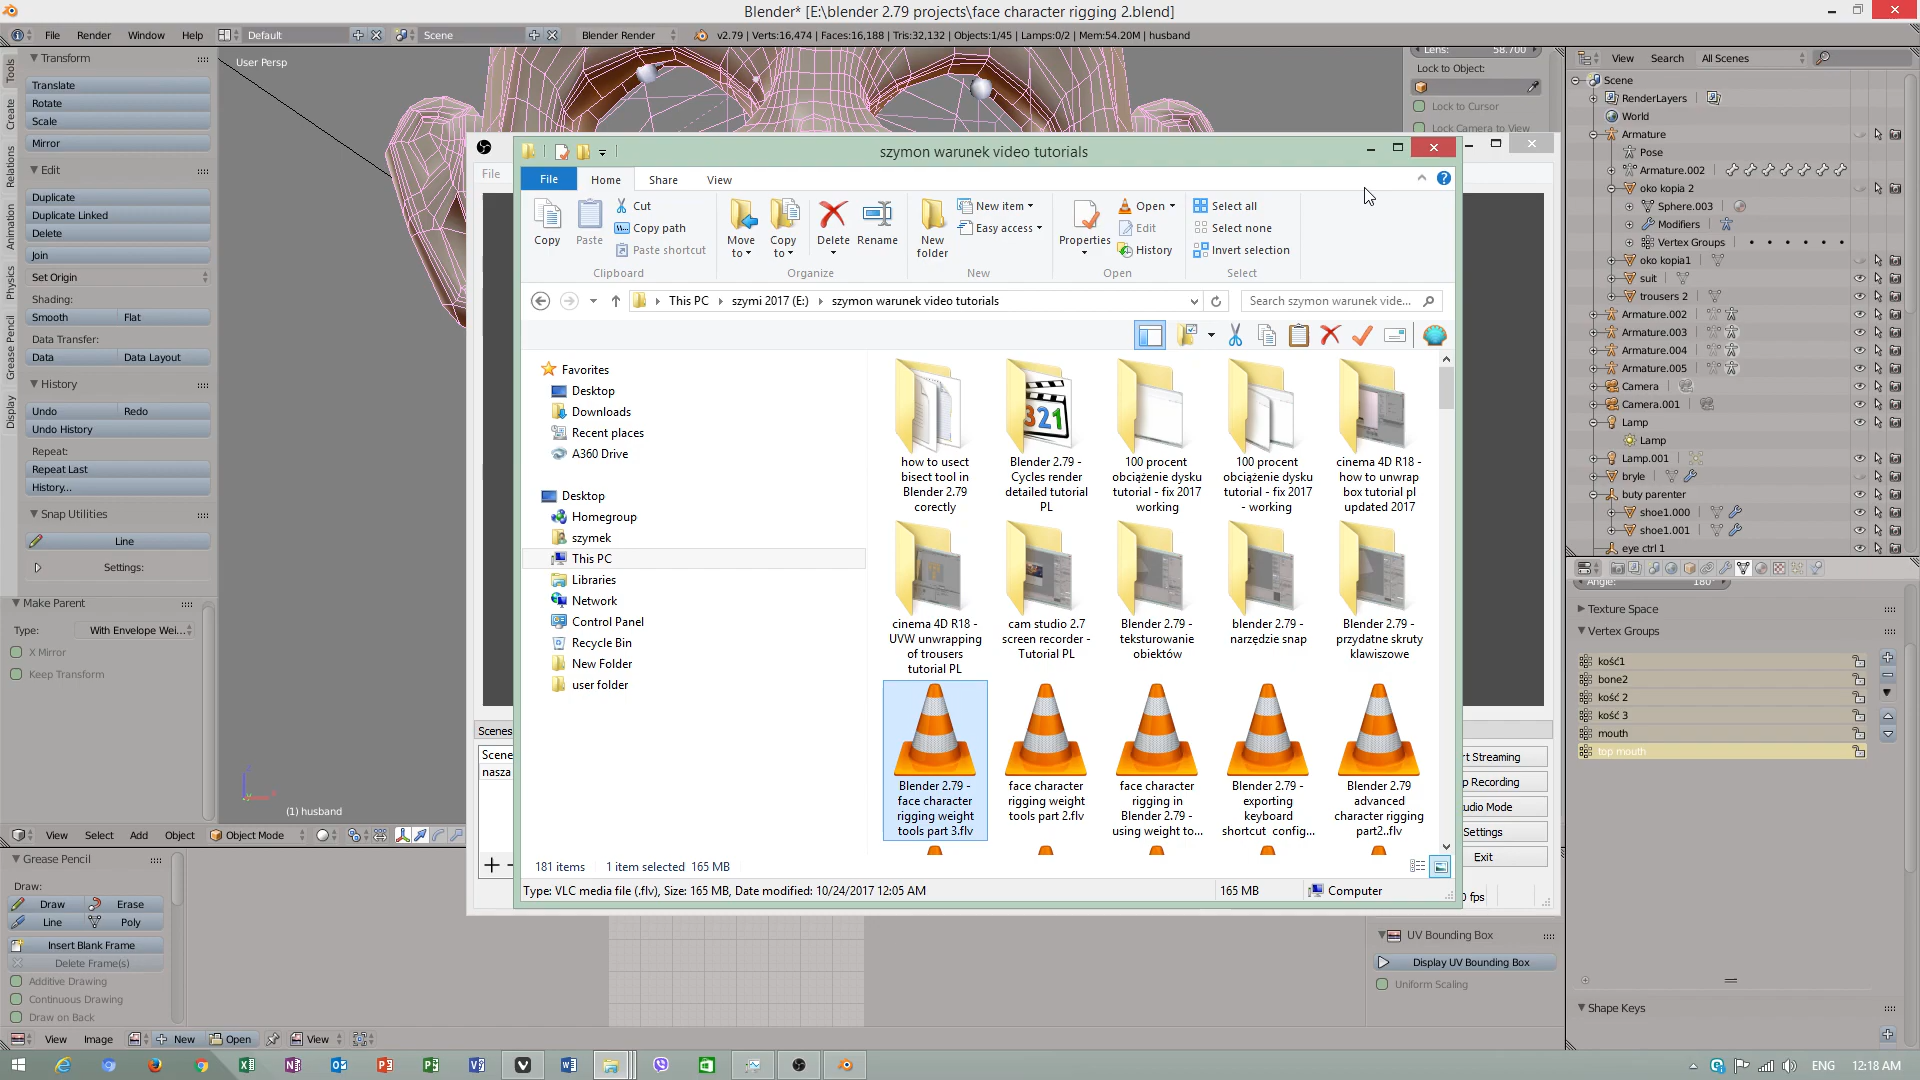 Blender* [E:\blender 2.79 projects\face character rigging 2.blend]
File Render Window Help Default Scene Blender Render v2.79 | Verts:16,474 | Faces:16,188 | Tris:32,132 | Objects:1/45 | Lamps:0/2 | Mem:54.20M | husband
Tools
Create
Relations
Animation
Physics
Grease Pencil
Display
Transform
Translate
Rotate
Scale
Mirror
Edit
Duplicate
Duplicate Linked
Delete
Join
Set Origin
Shading:
Smooth Flat
Data Transfer:
Data Data Layout
History
Undo Redo
Undo History
Repeat:
Repeat Last
History...
Snap Utilities
Line
Settings:
Make Parent
Type: With Envelope Wei...
X Mirror
Keep Transform
User Persp
(1) husband
View Select Add Object Object Mode
Grease Pencil
Draw:
Draw Erase
Line Poly
Insert Blank Frame
Delete Frame(s)
Additive Drawing
Continuous Drawing
Draw on Back
View Image New Open View
Lens: 58.700
Lock to Object:
Lock to Cursor
Lock Camera to View
File
Scenes
Scene
nasza
rt Streaming
p Recording
udio Mode
Settings
Exit
0 fps
szymon warunek video tutorials
File Home Share View
Copy
Paste
Cut
Copy path
Paste shortcut
Clipboard
Move to
Copy to
Delete
Rename
Organize
New folder
New item
Easy access
New
Properties
Open
Edit
History
Open
Select all
Select none
Invert selection
Select
This PC szymi 2017 (E:) szymon warunek video tutorials
Search szymon warunek vide...
Favorites
Desktop
Downloads
Recent places
A360 Drive
Desktop
Homegroup
szymek
This PC
Libraries
Network
Control Panel
Recycle Bin
New Folder
user folder
how to usect bisect tool in Blender 2.79 corectly
Blender 2.79 - Cycles render detailed tutorial PL
100 procent obciążenie dysku tutorial - fix 2017 working
100 procent obciążenie dysku tutorial - fix 2017 - working
cinema 4D R18 - how to unwrap box tutorial pl updated 2017
cinema 4D R18 - UVW unwrapping of trousers tutorial PL
cam studio 2.7 screen recorder - Tutorial PL
Blender 2.79 - teksturowanie obiektów
blender 2.79 - narzędzie snap
Blender 2.79 - przydatne skruty klawiszowe
Blender 2.79 - face character rigging weight tools part 3.flv
face character rigging weight tools part 2.flv
face character rigging in Blender 2.79 - using weight to...
Blender 2.79 - exporting keyboard shortcut config...
Blender 2.79 advanced character rigging part2..flv
181 items 1 item selected 165 MB
Type: VLC media file (.flv), Size: 165 MB, Date modified: 10/24/2017 12:05 AM 165 MB Computer
View Search All Scenes
Scene
RenderLayers
World
Armature
Pose
Armature.002
oko kopia 2
Sphere.003
Modifiers
Vertex Groups
oko kopia1
suit
trousers 2
Armature.002
Armature.003
Armature.004
Armature.005
Camera
Camera.001
Lamp
Lamp
Lamp.001
bryle
buty parenter
shoe1.000
shoe1.001
eye ctrl 1
Angle: 180°
Texture Space
Vertex Groups
kość1
bone2
kość 2
kość 3
mouth
top mouth
Shape Keys
UV Bounding Box
Display UV Bounding Box
Uniform Scaling
ENG 12:18 AM